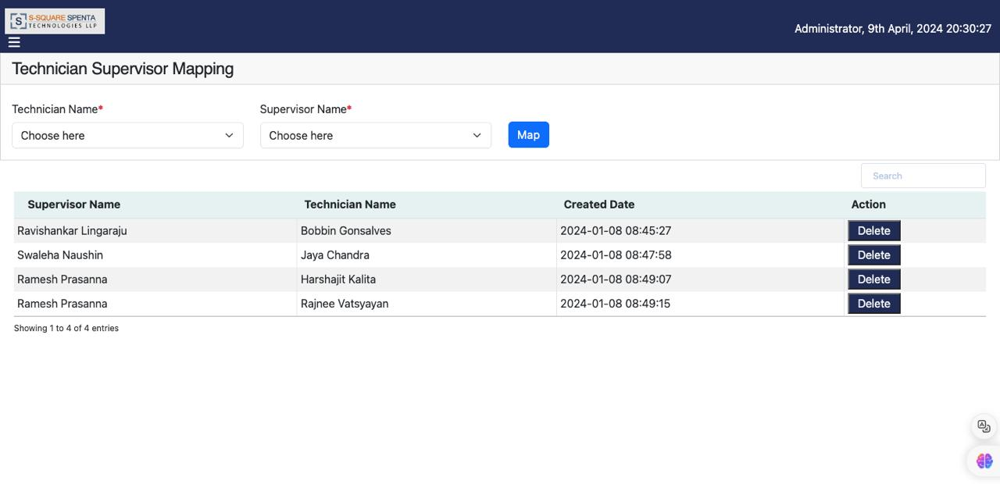 S
S-SQUARE SPENTA
TECHNOLOGIES LLP
Administrator, 9th April, 2024 20:30:27
Technician Supervisor Mapping
Technician Name* Supervisor Name*
Choose here Choose here Map
Search
Supervisor Name Technician Name Created Date Action
Ravishankar Lingaraju Bobbin Gonsalves 2024-01-08 08:45:27 Delete
Swaleha Naushin Jaya Chandra 2024-01-08 08:47:58 Delete
Ramesh Prasanna Harshajit Kalita 2024-01-08 08:49:07 Delete
Ramesh Prasanna Rajnee Vatsyayan 2024-01-08 08:49:15 Delete
Showing 1 to 4 of 4 entries